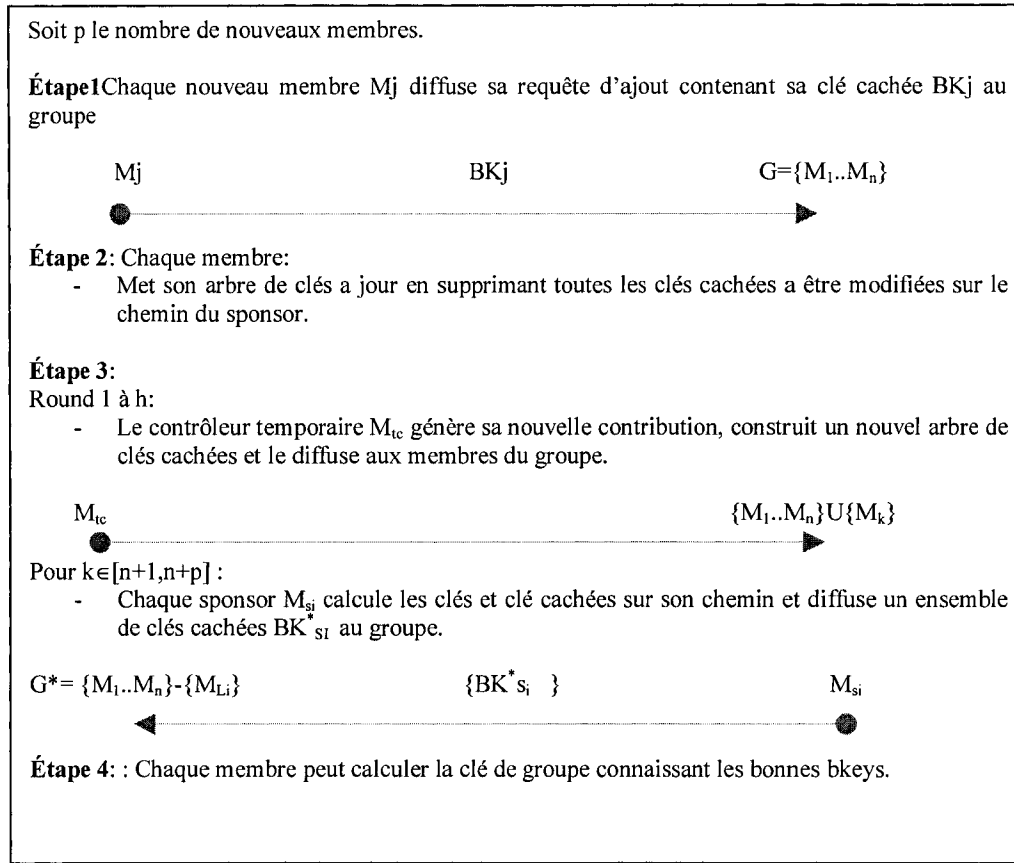 Soit p le nombre de nouveaux membres.
Étape1Chaque nouveau membre Mj diffuse sa requête d'ajout contenant sa clé cachée BKj au
groupe
Mj BKj G={M₁..Mₙ}
Étape 2: Chaque membre:
- Met son arbre de clés a jour en supprimant toutes les clés cachées a être modifiées sur le
chemin du sponsor.
Étape 3:
Round 1 à h:
- Le contrôleur temporaire Mtc génère sa nouvelle contribution, construit un nouvel arbre de
clés cachées et le diffuse aux membres du groupe.
Mtc {M₁..Mₙ}U{Mₖ}
Pour k∈[n+1,n+p] :
- Chaque sponsor Msi calcule les clés et clé cachées sur son chemin et diffuse un ensemble
de clés cachées BK*SI au groupe.
G*= {M₁..Mₙ}-{MLi} {BK*si } Msi
Étape 4: : Chaque membre peut calculer la clé de groupe connaissant les bonnes bkeys.